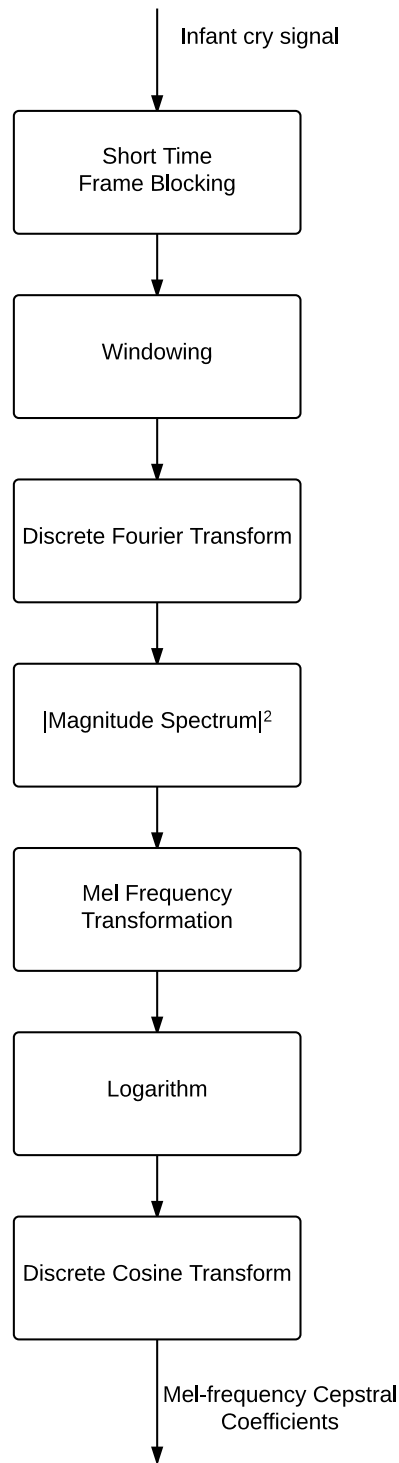 Infant cry signal
Short Time
Frame Blocking
Windowing
Discrete Fourier Transform
|Magnitude Spectrum|²
Mel Frequency
Transformation
Logarithm
Discrete Cosine Transform
Mel-frequency Cepstral
Coefficients